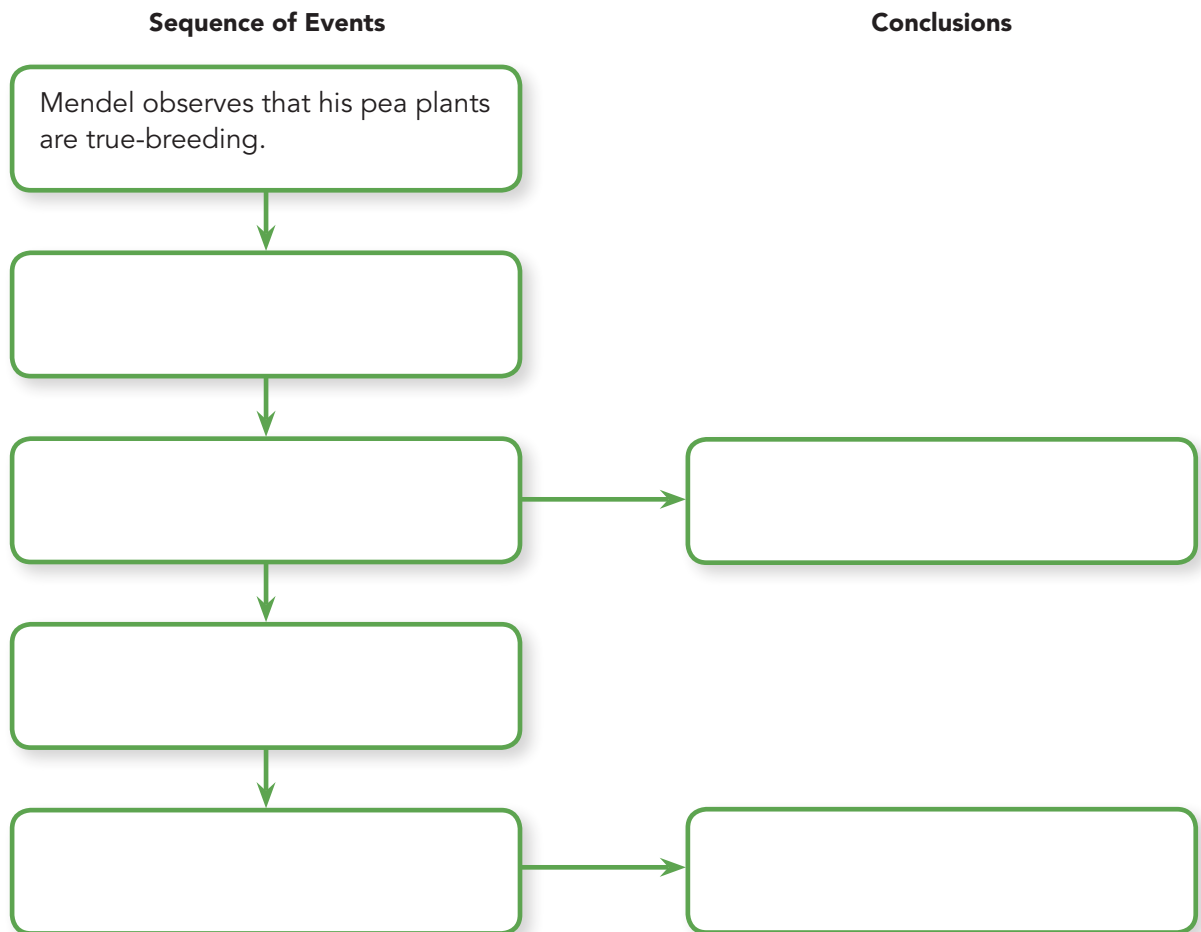 Sequence of Events
Conclusions
Mendel observes that his pea plants
are true-breeding.